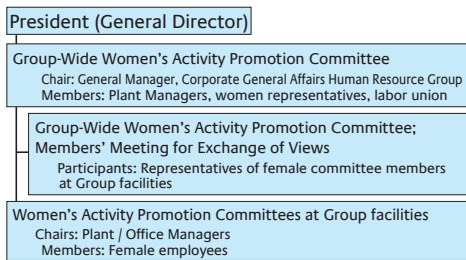 President (General Director)
Group-Wide Women's Activity Promotion Committee
Chair: General Manager, Corporate General Affairs Human Resource Group
Members: Plant Managers, women representatives, labor union
Group-Wide Women's Activity Promotion Committee;
Members' Meeting for Exchange of Views
Participants: Representatives of female committee members
at Group facilities
Women's Activity Promotion Committees at Group facilities
Chairs: Plant / Office Managers
Members: Female employees